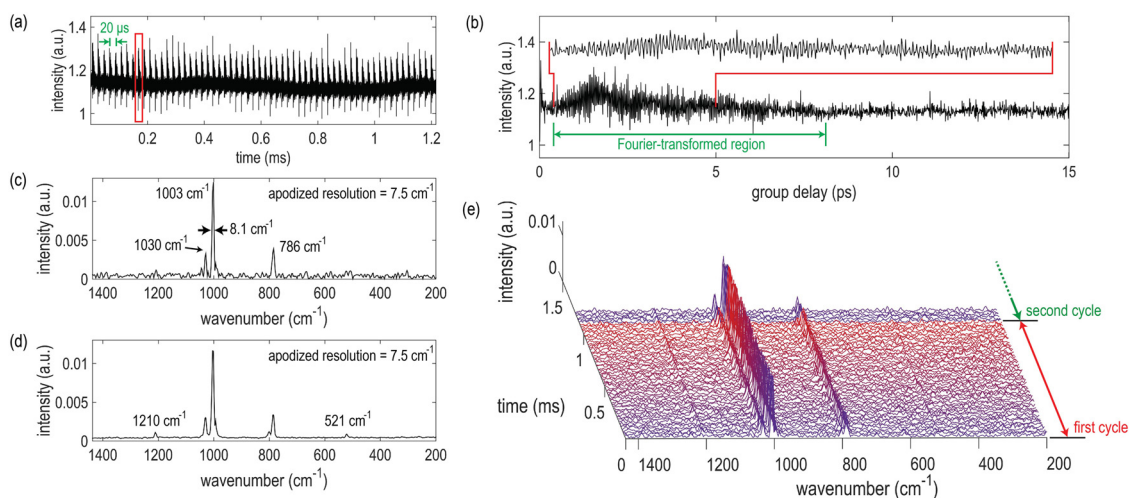 (a)
intensity (a.u.)
1.4
1.2
1
20 μs
0.2
0.4
0.6
0.8
1
1.2
time (ms)
(b)
intensity (a.u.)
1.4
1.2
1
Fourier-transformed region
0
5
10
15
group delay (ps)
(c)
intensity (a.u.)
0.01
0.005
0
1003 cm-1
apodized resolution = 7.5 cm-1
8.1 cm-1
1030 cm-1
786 cm-1
1400
1200
1000
800
600
400
200
wavenumber (cm-1)
(d)
intensity (a.u.)
0.01
0.005
0
apodized resolution = 7.5 cm-1
1210 cm-1
521 cm-1
1400
1200
1000
800
600
400
200
wavenumber (cm-1)
(e)
intensity (a.u.)
0.01
0
1.5
1
0.5
0
time (ms)
second cycle
first cycle
1400
1200
1000
800
600
400
200
wavenumber (cm-1)